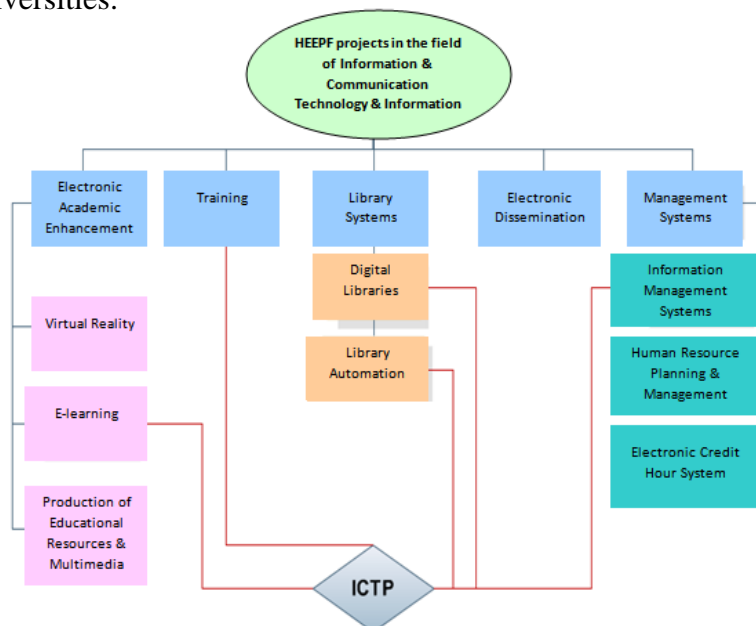 HEEPF projects in the field
of Information &
Communication
Technology & Information
Electronic
Academic
Enhancement
Training
Library
Systems
Electronic
Dissemination
Management
Systems
Digital
Libraries
Information
Management
Systems
Virtual Reality
Library
Automation
Human Resource
Planning &
Management
E-learning
Electronic Credit
Hour System
Production of
Educational
Resources &
Multimedia
ICTP